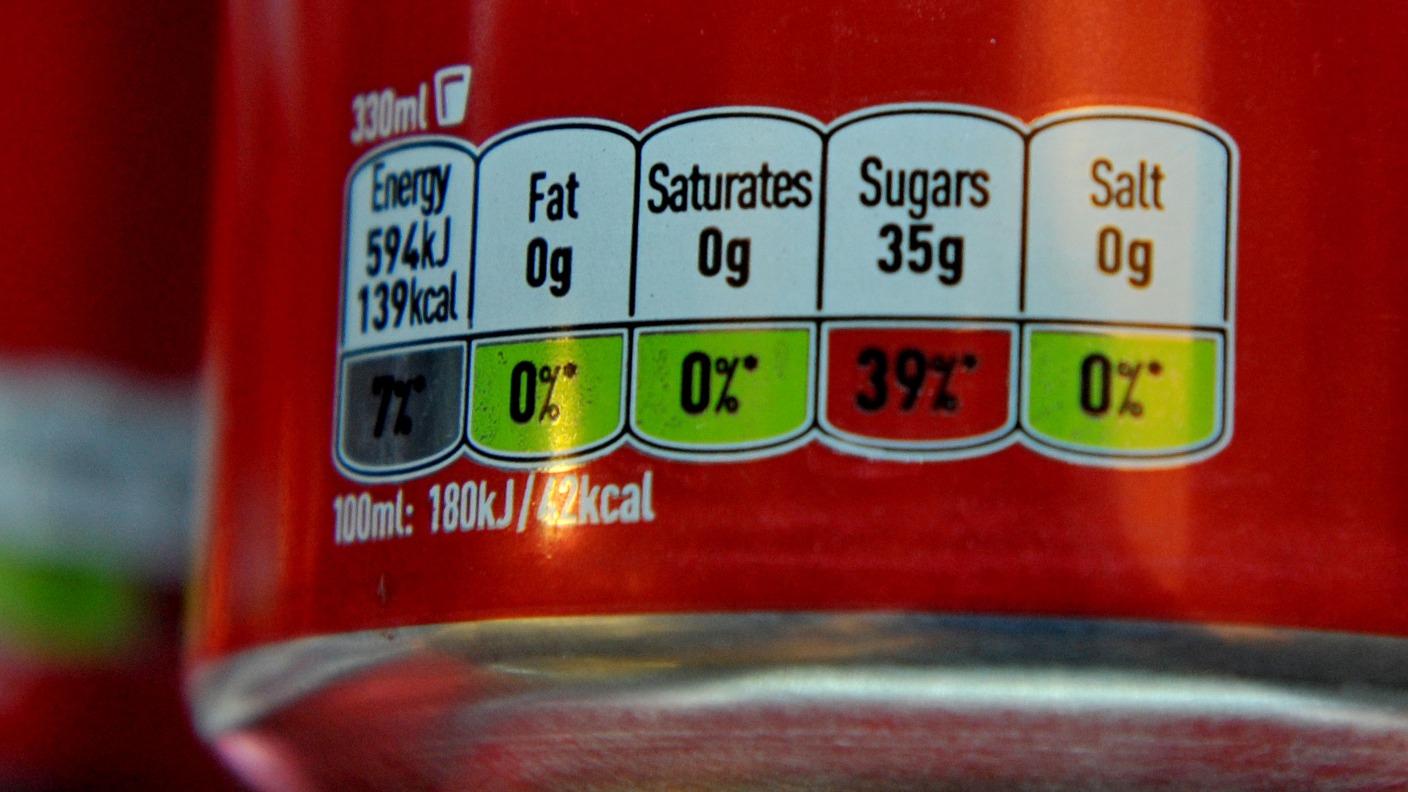 330ml
Energy
594kJ
139kcal
7%*
Fat
0g
0%*
Saturates
0g
0%*
Sugars
35g
39%*
Salt
0g
0%*
100ml: 180kJ/42kcal